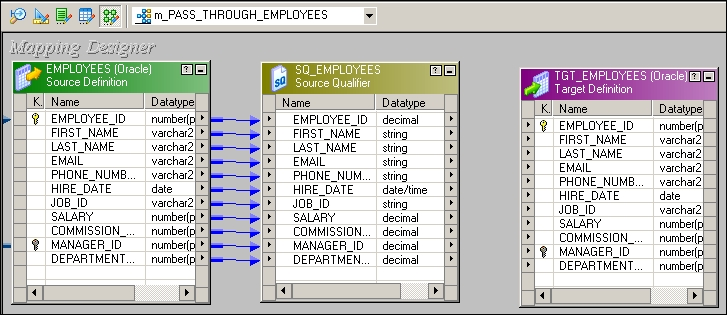 m_PASS_THROUGH_EMPLOYEES
Mapping Designer
EMPLOYEES (Oracle)
Source Definition
K. Name Datatype
EMPLOYEE_ID number(p
FIRST_NAME varchar2
LAST_NAME varchar2
EMAIL varchar2
PHONE_NUMB... varchar2
HIRE_DATE date
JOB_ID varchar2
SALARY number(p
COMMISSION_... number(p
MANAGER_ID number(p
DEPARTMENT... number(p
SQ_EMPLOYEES
Source Qualifier
Name Datatype
EMPLOYEE_ID decimal
FIRST_NAME string
LAST_NAME string
EMAIL string
PHONE_NUM... string
HIRE_DATE date/time
JOB_ID string
SALARY decimal
COMMISSION... decimal
MANAGER_ID decimal
DEPARTMEN... decimal
TGT_EMPLOYEES (Oracle)
Target Definition
K. Name Datatype
EMPLOYEE_ID number(p
FIRST_NAME varchar2
LAST_NAME varchar2
EMAIL varchar2
PHONE_NUMB... varchar2
HIRE_DATE date
JOB_ID varchar2
SALARY number(p
COMMISSION_... number(p
MANAGER_ID number(p
DEPARTMENT... number(p